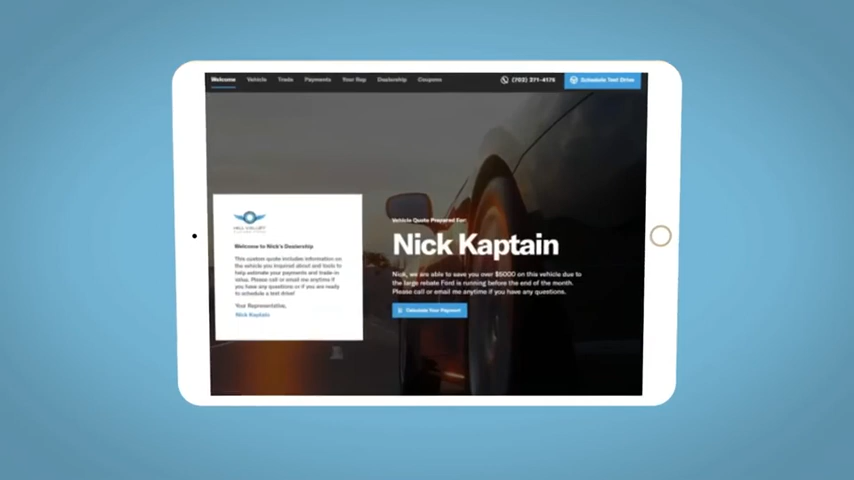 Welcome Vehicle Trade Payments Your Rep Dealership Coupons (702) 371-4176 Schedule Test Drive
Vehicle Quote Prepared For:
Nick Kaptain
Nick, we are able to save you over $6000 on this vehicle due to
the large rebate Ford is running before the end of the month.
Please call or email me anytime if you have any questions.
Calculate Your Payment
Welcome to Nick's Dealership
This custom quote includes information on
the vehicle you inquired about and tools to
help estimate your payments and trade-in
value. Please call or email me anytime if
you have any questions or if you are ready
to schedule a test drive!
Your Representative,
Nick Kaptain